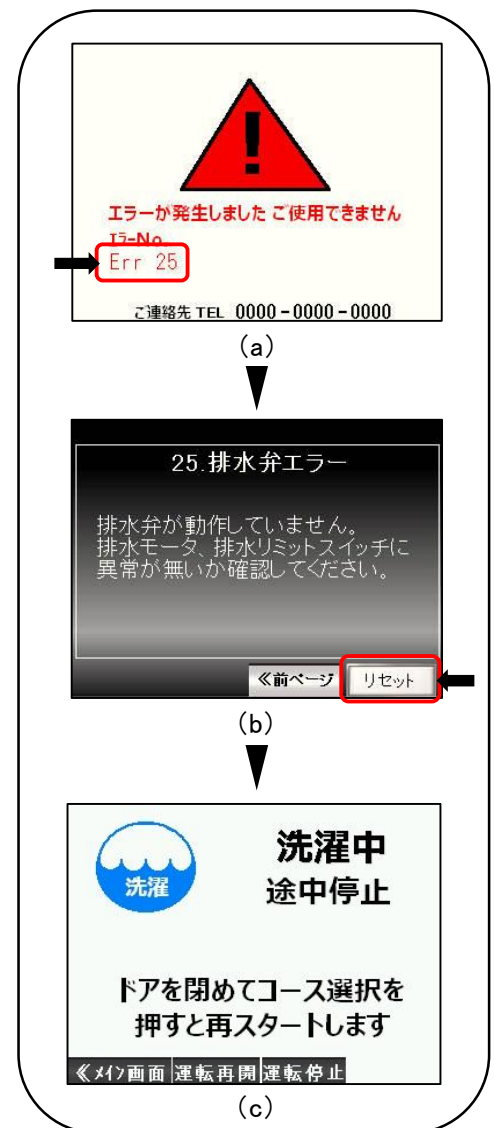 !
エラーが発生しました ご使用できません
エラーNo.
Err 25
ご連絡先 TEL 0000-0000-0000
(a)
25.排水弁エラー
排水弁が動作していません。
排水モータ、排水リミットスイッチに
異常が無いか確認してください。
≪前ページ リセット
(b)
洗濯
洗濯中
途中停止
ドアを閉めてコース選択を
押すと再スタートします
≪メイン画面 運転再開 運転停止
(c)